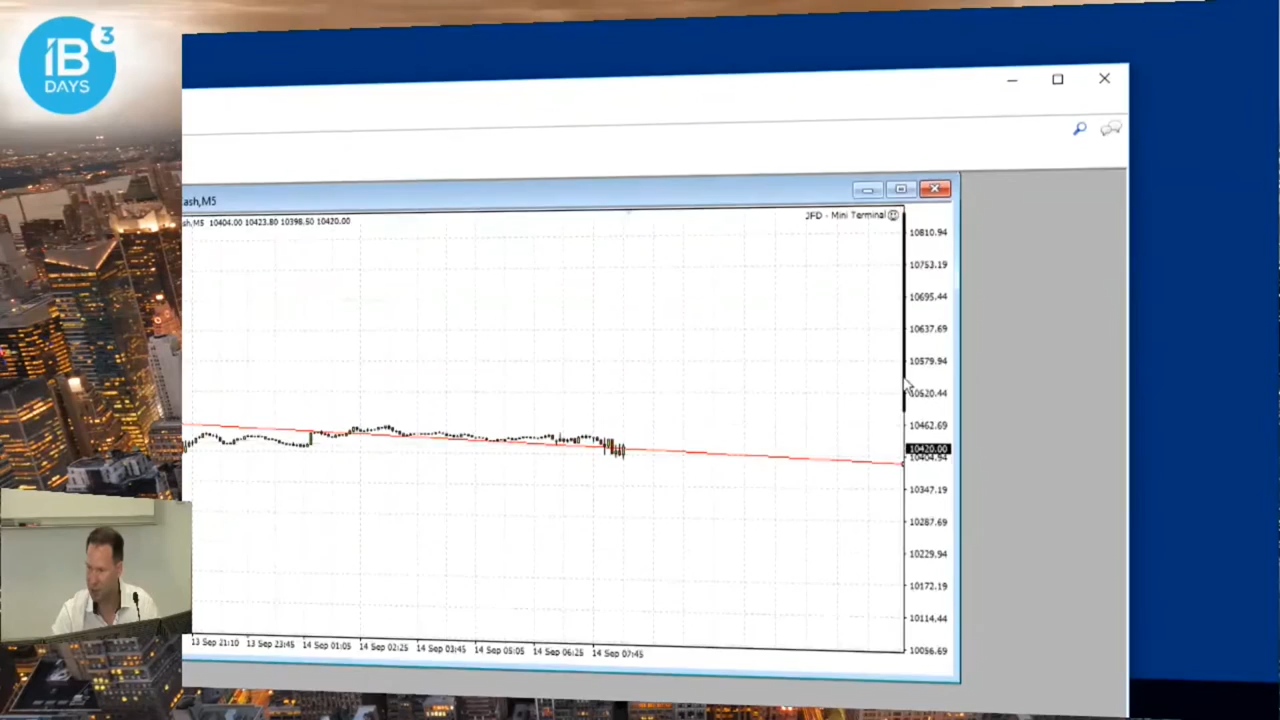 3
iB
DAYS
ash,M5
sh,M5 10404.00 10423.80 10398.50 10420.00
JFD - Mini Terminal
10810.94
10753.19
10695.44
10637.69
10579.94
10520.44
10462.69
10420.00
10404.94
10347.19
10287.69
10229.94
10172.19
10114.44
10056.69
13 Sep 21:10 13 Sep 23:45 14 Sep 01:05 14 Sep 02:25 14 Sep 03:45 14 Sep 05:05 14 Sep 06:25 14 Sep 07:45